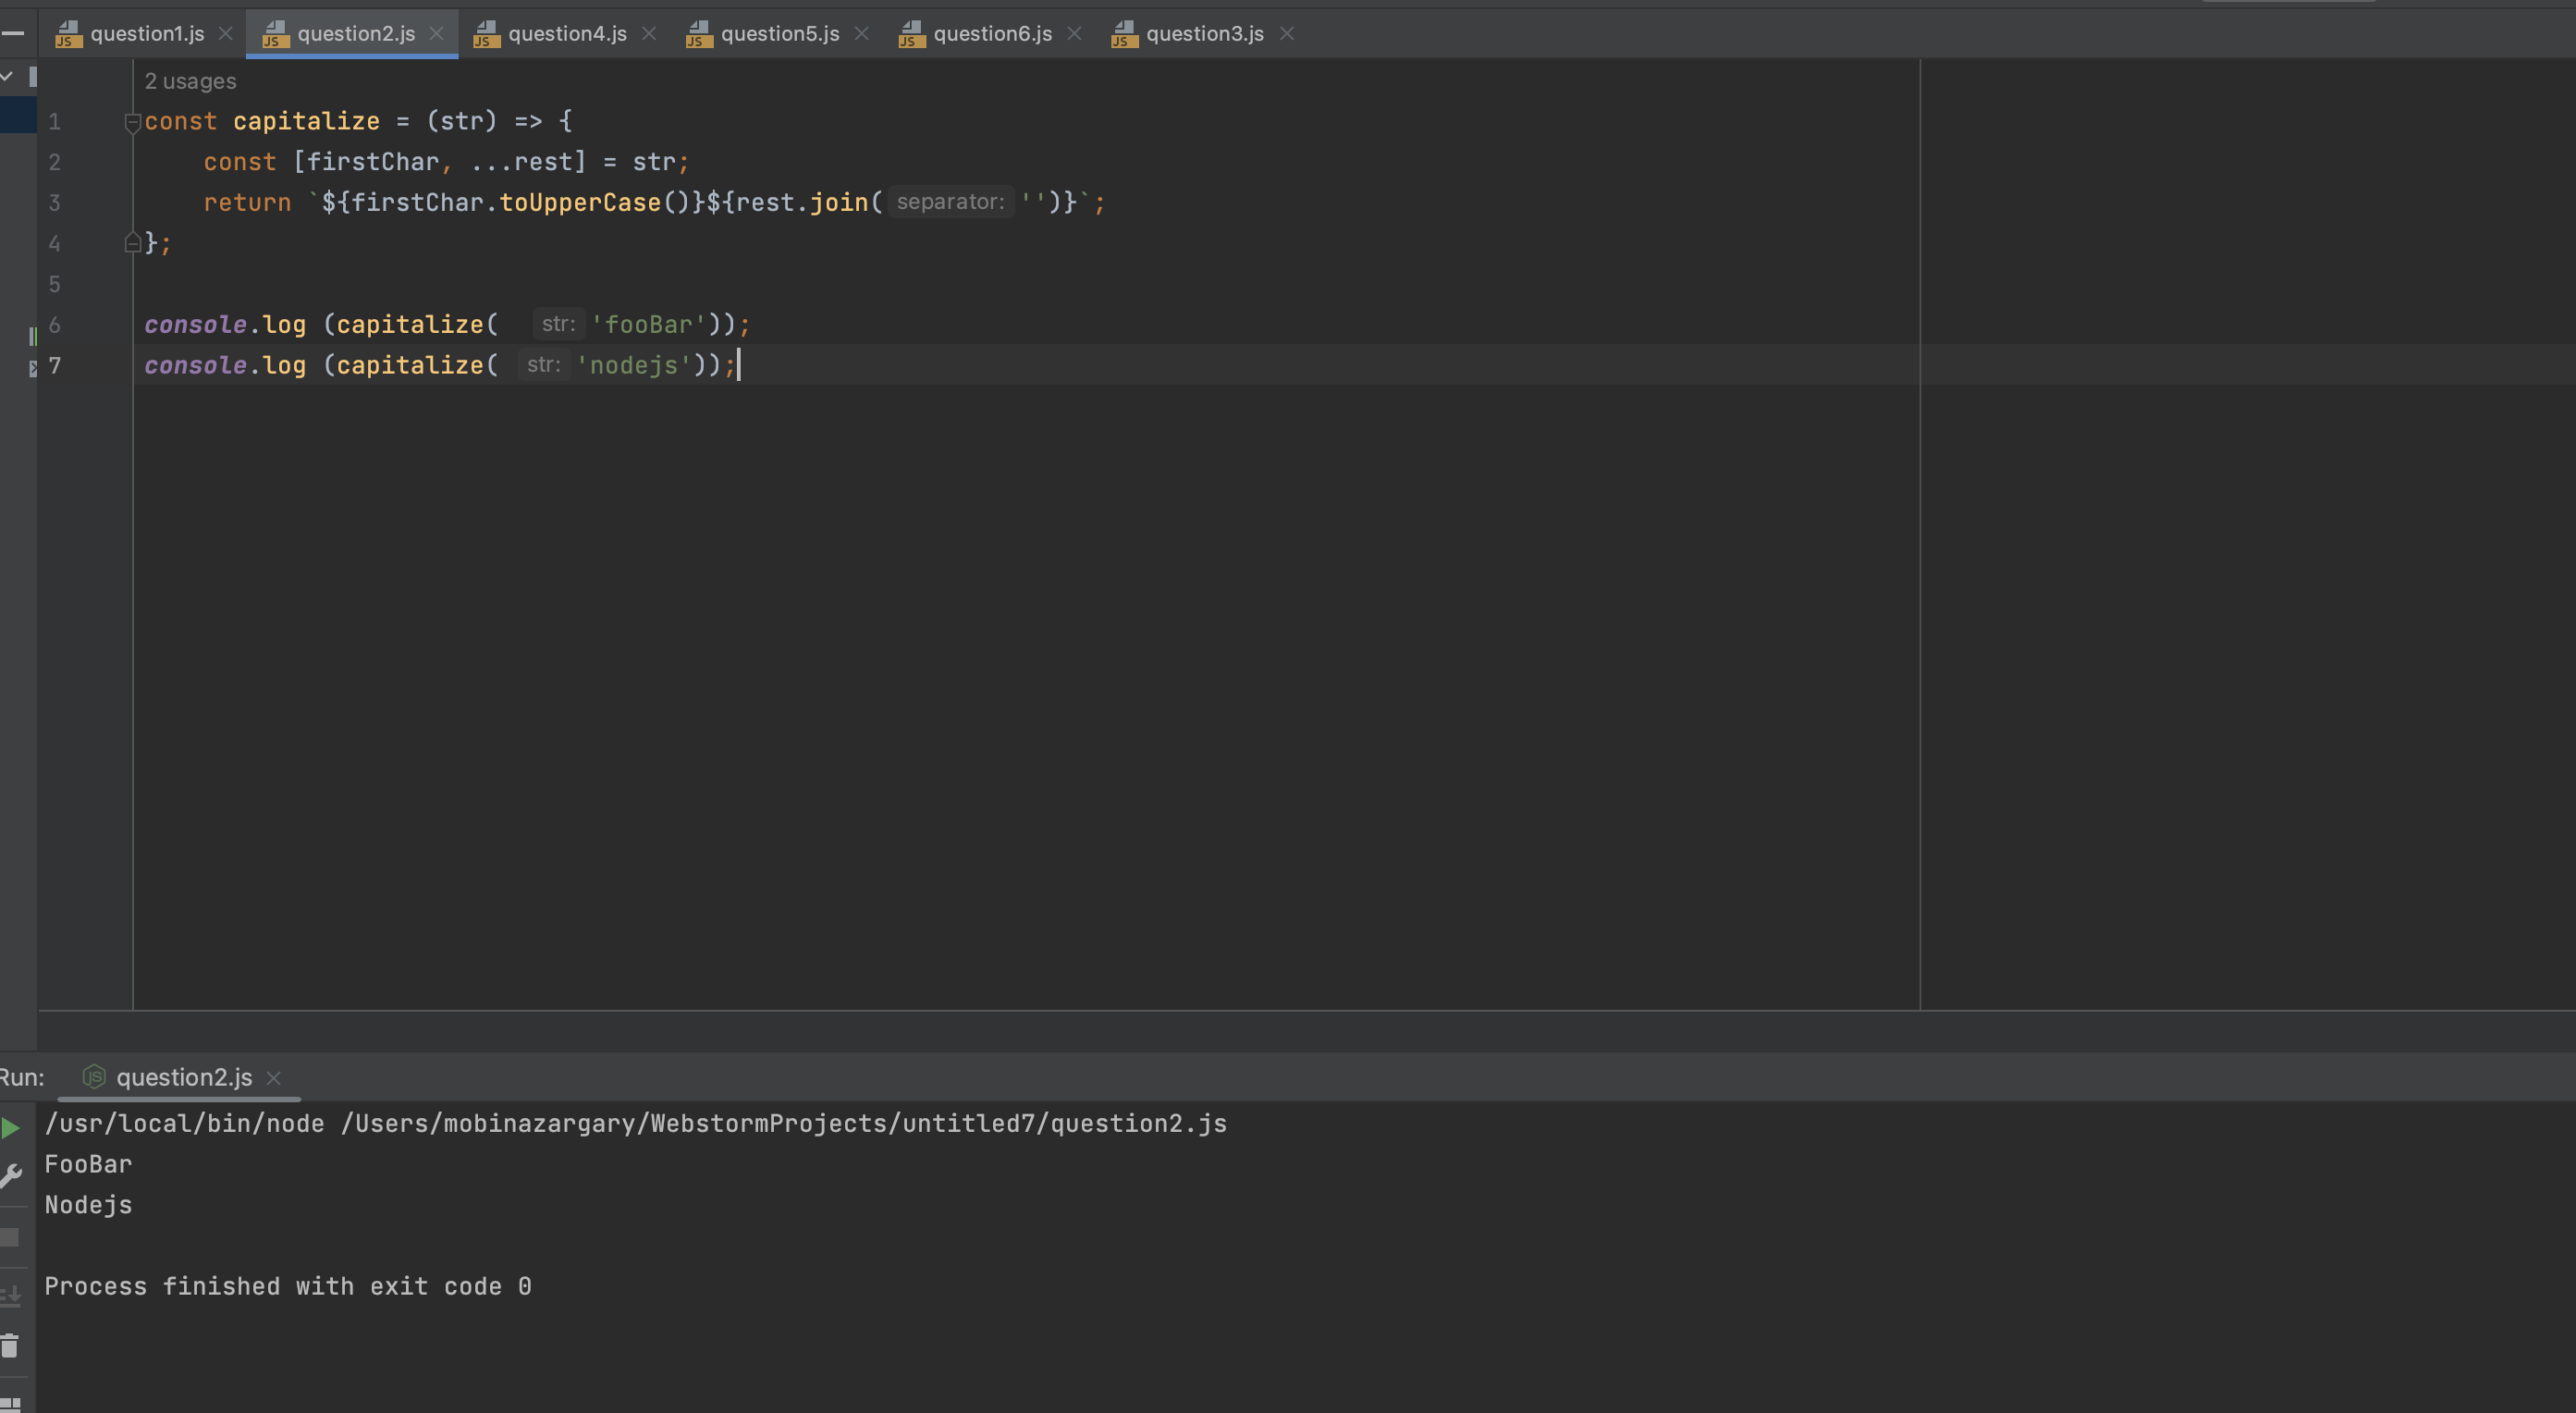 question1.js question2.js question4.js question5.js question6.js question3.js
2 usages
1 const capitalize = (str) => {
2 const [firstChar, ...rest] = str;
3 return `${firstChar.toUpperCase()}${rest.join( separator: '')}`;
4 };
5
6 console.log (capitalize( str: 'fooBar'));
7 console.log (capitalize( str: 'nodejs'));
Run: question2.js
/usr/local/bin/node /Users/mobinazargary/WebstormProjects/untitled7/question2.js
FooBar
Nodejs
Process finished with exit code 0